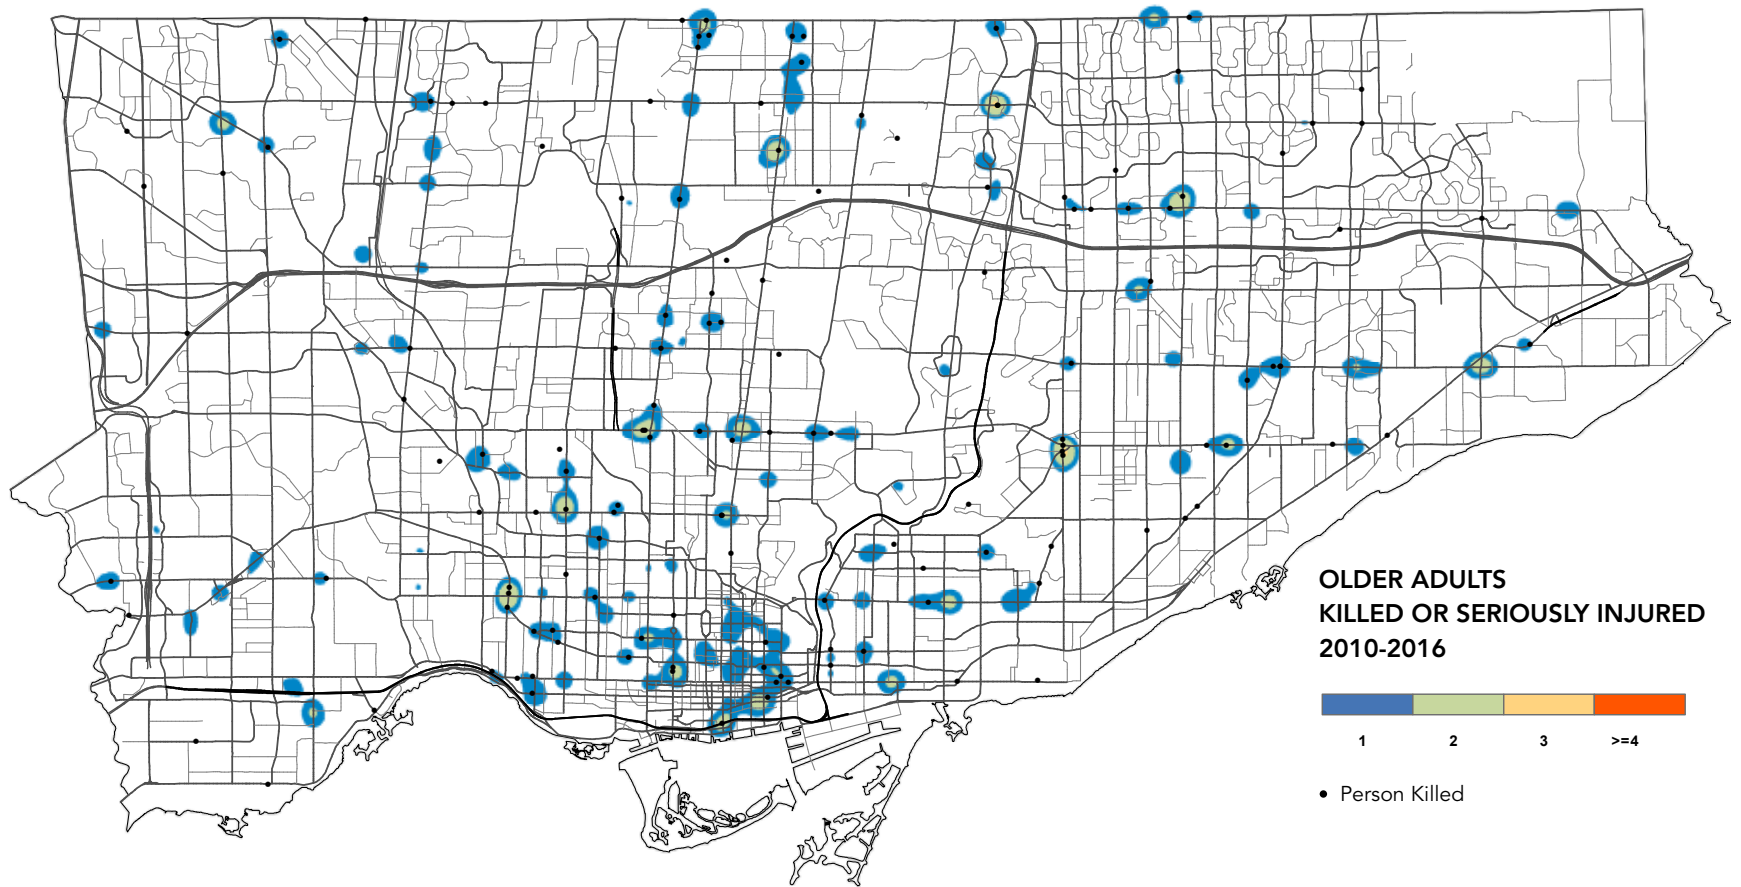 OLDER ADULTS
KILLED OR SERIOUSLY INJURED
2010-2016
1 2 3 >=4
Person Killed